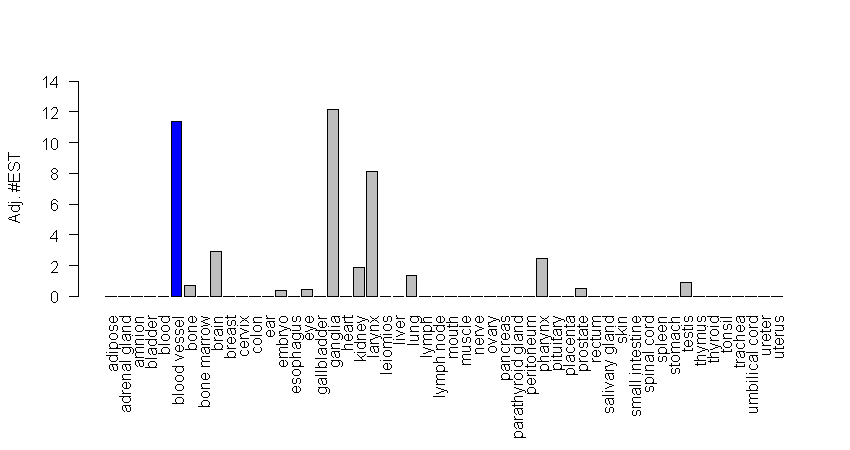 14
12
10
8
6
4
2
0
Adj. #EST
adipose
adrenal gland
amnion
bladder
blood
blood vessel
bone
bone marrow
brain
breast
cervix
colon
ear
embryo
esophagus
eye
gallbladder
ganglia
heart
kidney
larynx
leiomios
liver
lung
lymph
lymph node
mouth
muscle
nerve
ovary
pancreas
parathyroid gland
peritoneum
pharynx
pituitary
placenta
prostate
rectum
salivary gland
skin
small intestine
spinal cord
spleen
stomach
testis
thymus
thyroid
tonsil
trachea
umbilical cord
ureter
uterus